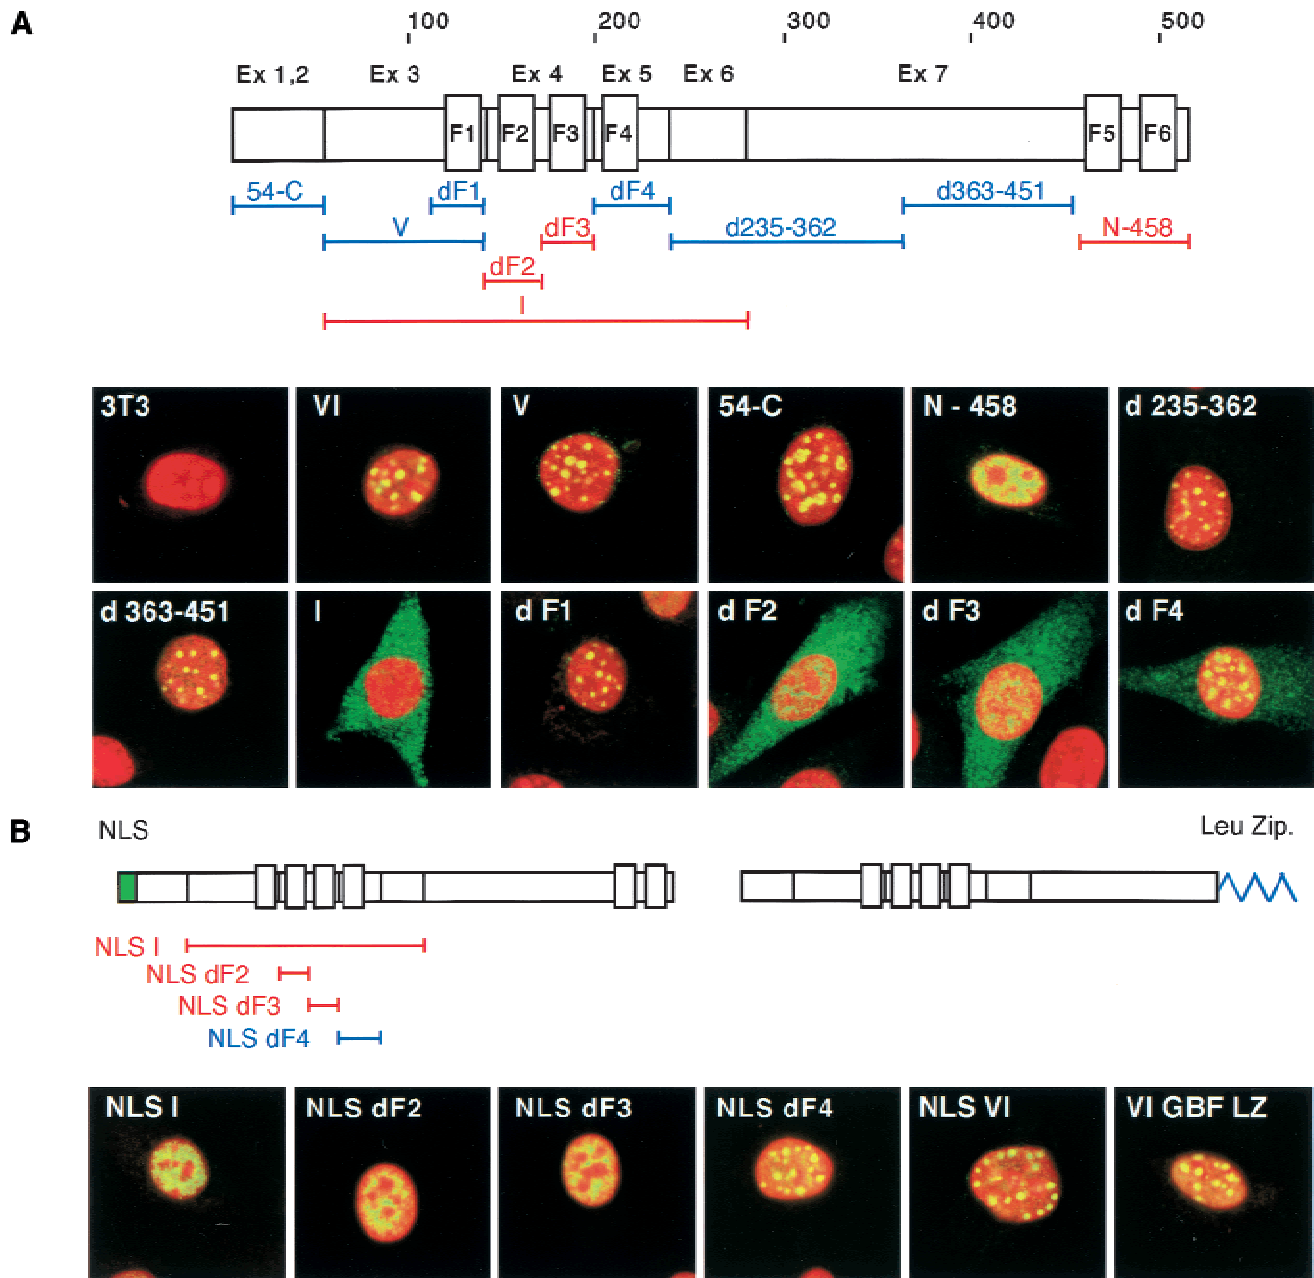 A
100 200 300 400 500
Ex 1,2 Ex 3 Ex 4 Ex 5 Ex 6 Ex 7
F1 F2 F3 F4 F5 F6
54-C dF1 dF4 d363-451
V dF3 d235-362 N-458
dF2
I
3T3 VI V 54-C N - 458 d 235-362
d 363-451 I d F1 d F2 d F3 d F4
B NLS Leu Zip.
NLS I
NLS dF2
NLS dF3
NLS dF4
NLS I NLS dF2 NLS dF3 NLS dF4 NLS VI VI GBF LZ